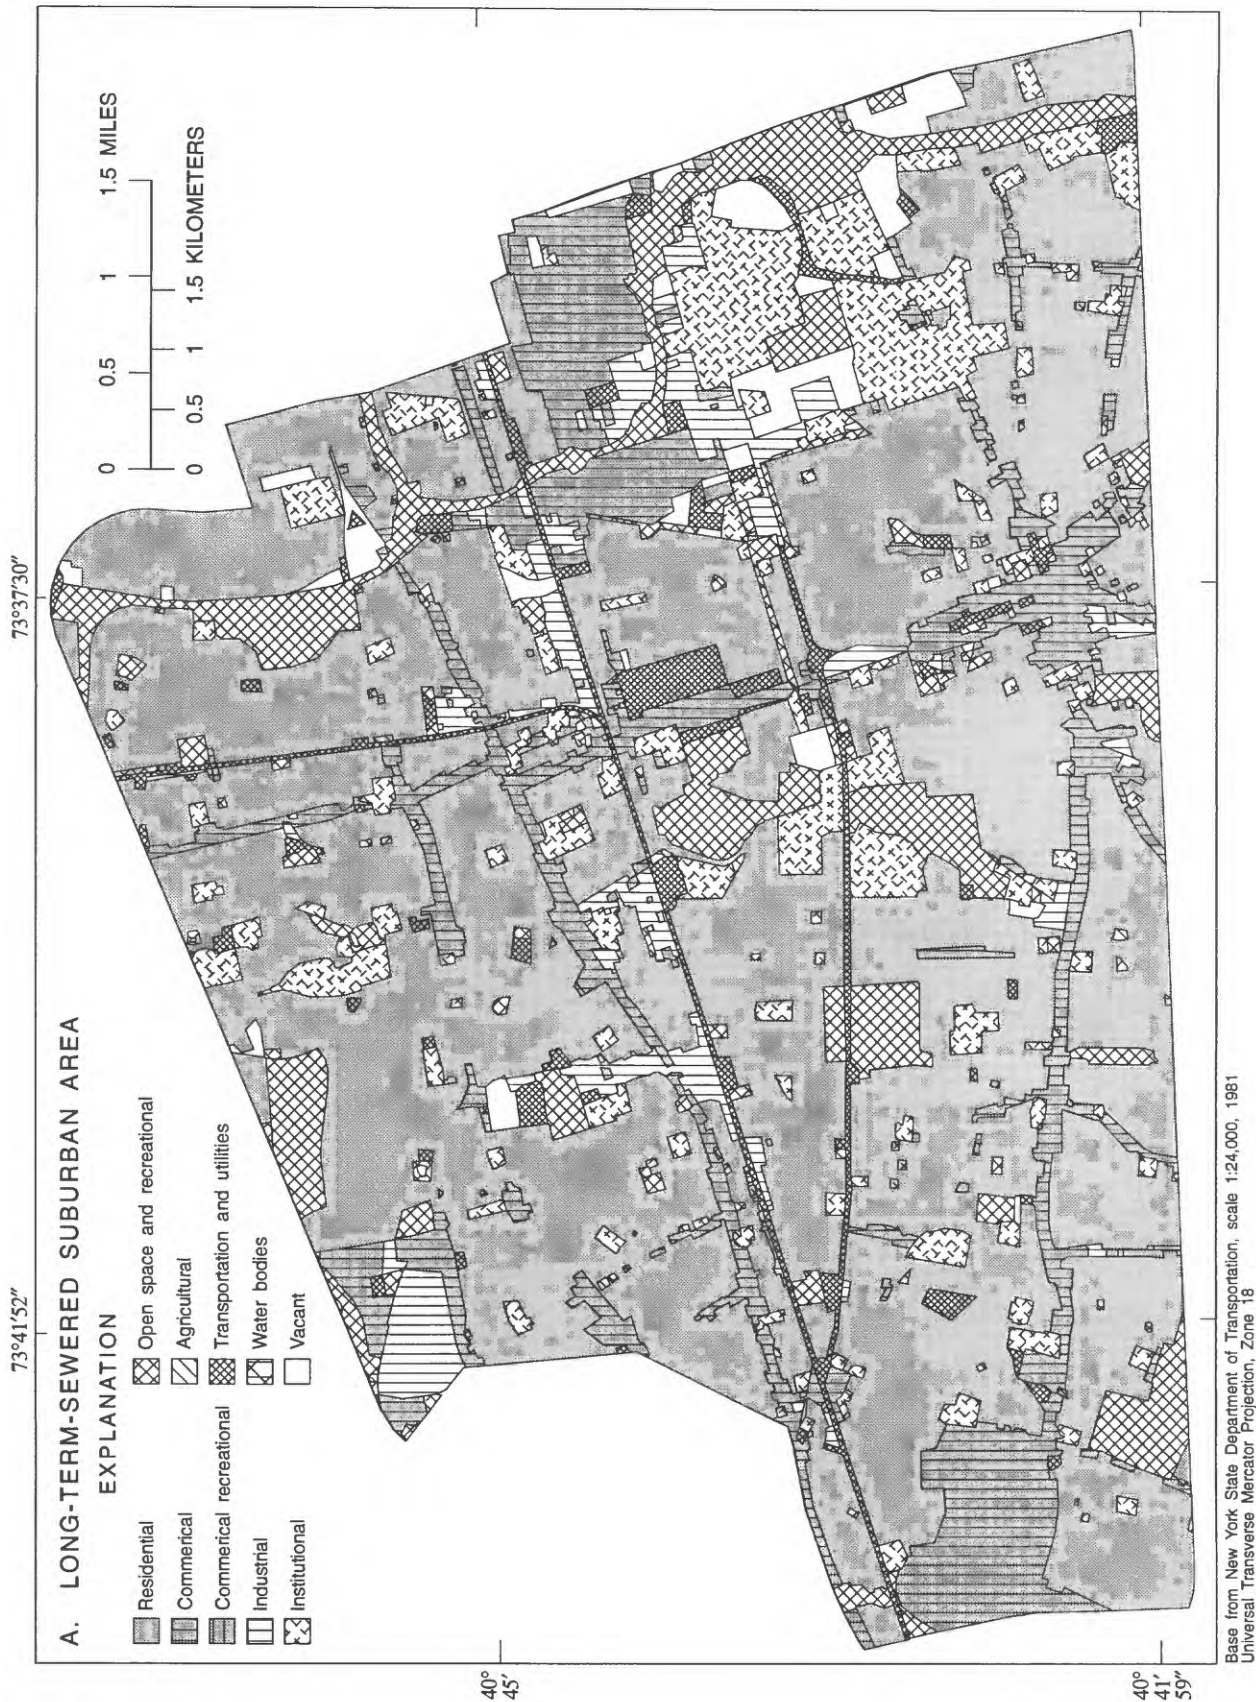 A. LONG-TERM-SEWERED SUBURBAN AREA
EXPLANATION
Residential
Commerical
Commerical recreational
Industrial
Institutional
Open space and recreational
Agricultural
Transportation and utilities
Water bodies
Vacant
0 0.5 1 1.5 MILES
0 0.5 1 1.5 KILOMETERS
73°41′52″
73°37′30″
40°
45′
40°
41′
59″
Base from New York State Department of Transportation, scale 1:24,000, 1981
Universal Transverse Mercator Projection, Zone 18